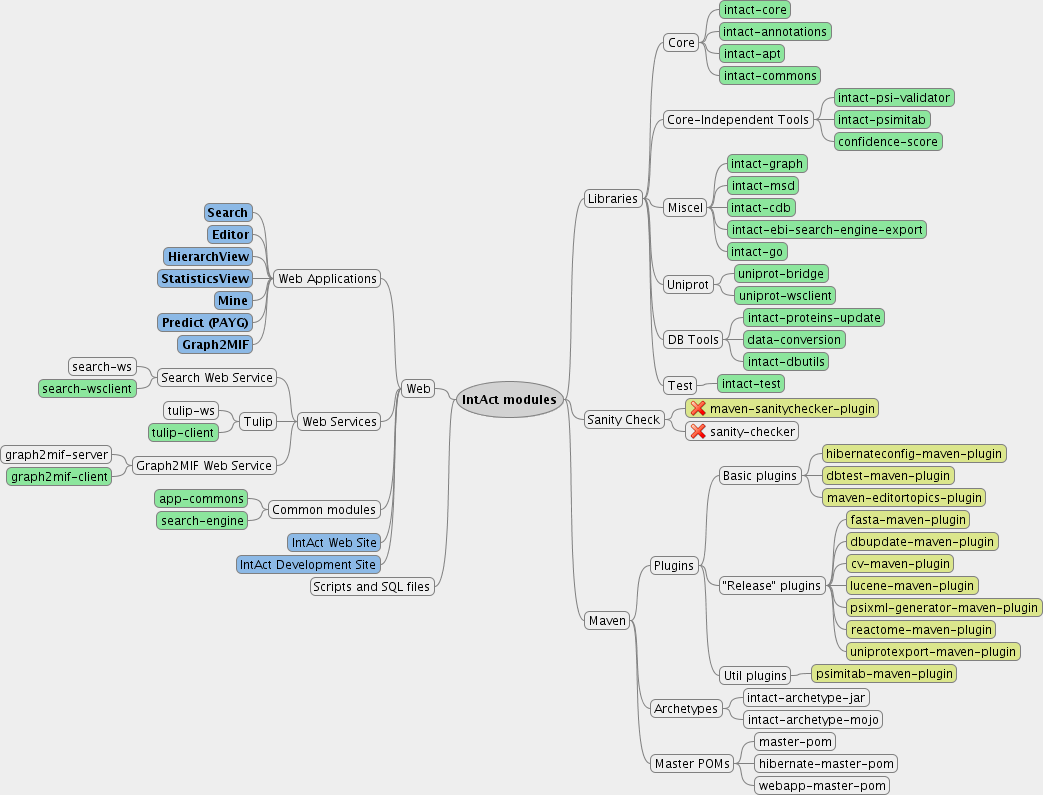 IntAct modules
Libraries
Core
intact-core
intact-annotations
intact-apt
intact-commons
Core-Independent Tools
intact-psi-validator
intact-psimitab
confidence-score
Miscel
intact-graph
intact-msd
intact-cdb
intact-ebi-search-engine-export
intact-go
Uniprot
uniprot-bridge
uniprot-wsclient
DB Tools
intact-proteins-update
data-conversion
intact-dbutils
Test
intact-test
Sanity Check
maven-sanitychecker-plugin
sanity-checker
Maven
Plugins
Basic plugins
hibernateconfig-maven-plugin
dbtest-maven-plugin
maven-editortopics-plugin
"Release" plugins
fasta-maven-plugin
dbupdate-maven-plugin
cv-maven-plugin
lucene-maven-plugin
psixml-generator-maven-plugin
reactome-maven-plugin
uniprotexport-maven-plugin
Util plugins
psimitab-maven-plugin
Archetypes
intact-archetype-jar
intact-archetype-mojo
Master POMs
master-pom
hibernate-master-pom
webapp-master-pom
Web
Web Applications
Search
Editor
HierarchView
StatisticsView
Mine
Predict (PAYG)
Graph2MIF
Web Services
Search Web Service
search-ws
search-wsclient
Tulip
tulip-ws
tulip-client
Graph2MIF Web Service
graph2mif-server
graph2mif-client
Common modules
app-commons
search-engine
IntAct Web Site
IntAct Development Site
Scripts and SQL files